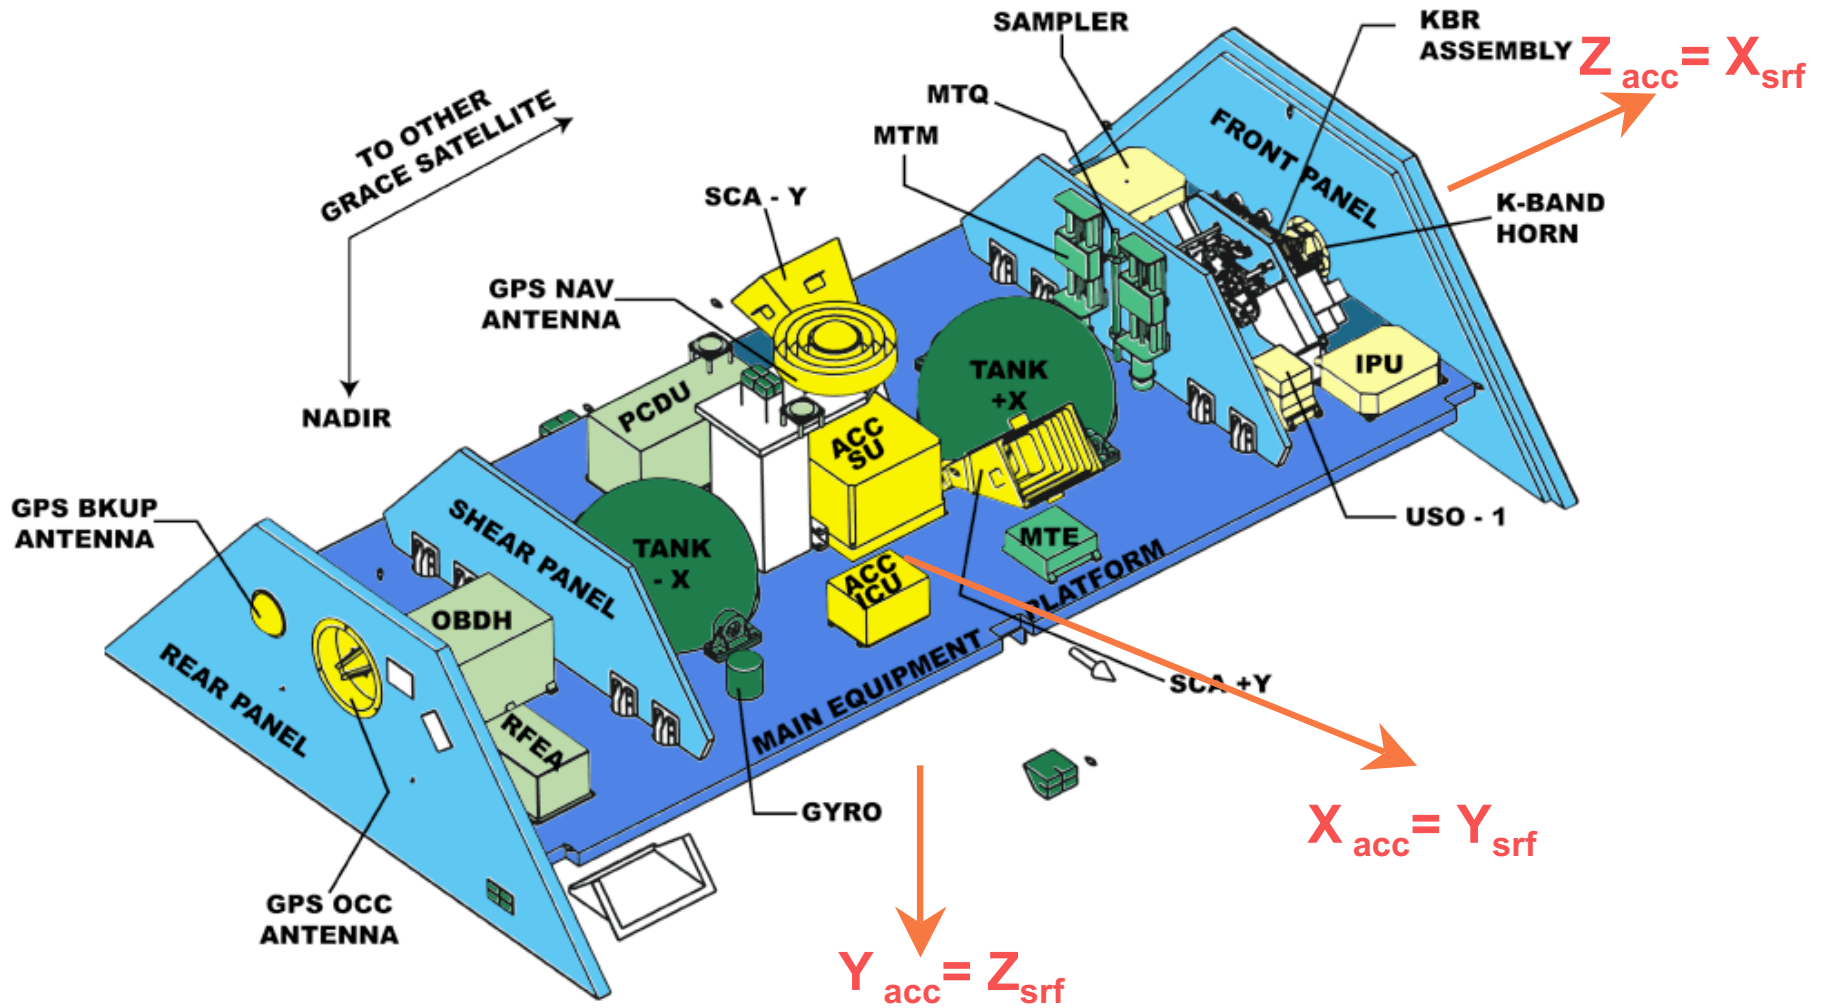 SAMPLER
KBR
ASSEMBLY
Z acc = X srf
MTQ
MTM
FRONT PANEL
TO OTHER
GRACE SATELLITE
SCA - Y
K-BAND
HORN
GPS NAV
ANTENNA
NADIR
PCDU
ACC
SU
TANK
+X
IPU
GPS BKUP
ANTENNA
SHEAR PANEL
TANK
- X
MTE
USO - 1
ACC
ICU
OBDH
REAR PANEL
RFEA
MAIN EQUIPMENT PLATFORM
SCA +Y
GYRO
X acc = Y srf
GPS OCC
ANTENNA
Y acc = Z srf